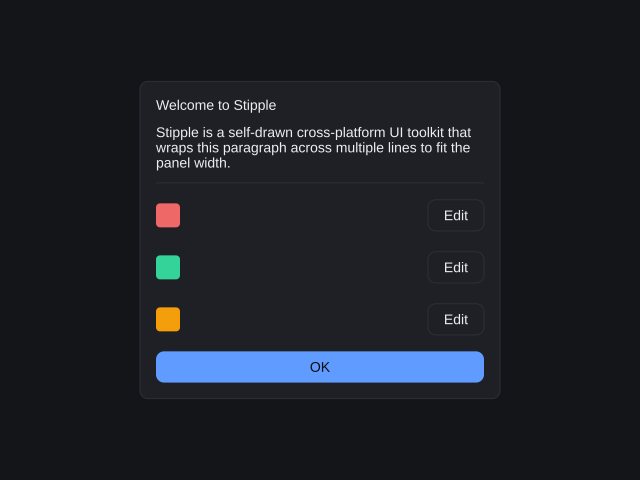 Welcome to Stipple
Stipple is a self-drawn cross-platform UI toolkit that
wraps this paragraph across multiple lines to fit the
panel width.
Edit
Edit
Edit
OK